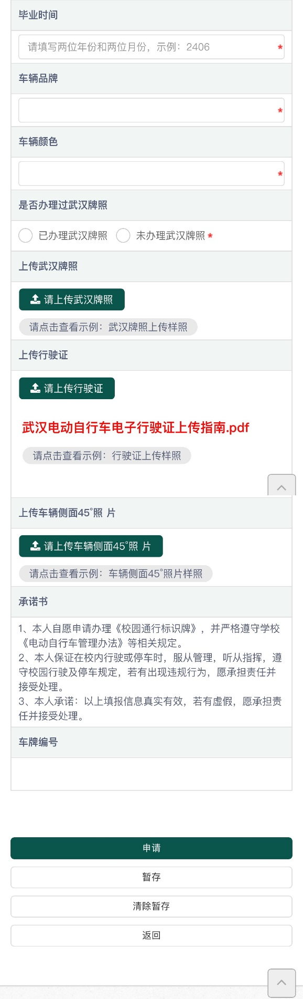 毕业时间
请填写两位年份和两位月份，示例：2406 *
车辆品牌
*
车辆颜色
*
是否办理过武汉牌照
已办理武汉牌照 未办理武汉牌照 *
上传武汉牌照
请上传武汉牌照
请点击查看示例：武汉牌照上传样照
上传行驶证
请上传行驶证
武汉电动自行车电子行驶证上传指南.pdf
请点击查看示例：行驶证上传样照
上传车辆侧面45°照 片
请上传车辆侧面45°照 片
请点击查看示例：车辆侧面45°照片样照
承诺书
1、本人自愿申请办理《校园通行标识牌》，并严格遵守学校
《电动自行车管理办法》等相关规定。
2、本人保证在校内行驶或停车时，服从管理，听从指挥，遵
守校园行驶及停车规定，若有出现违规行为，愿承担责任并
接受处理。
3、本人承诺：以上填报信息真实有效，若有虚假，愿承担责
任并接受处理。
车牌编号
申请
暂存
清除暂存
返回